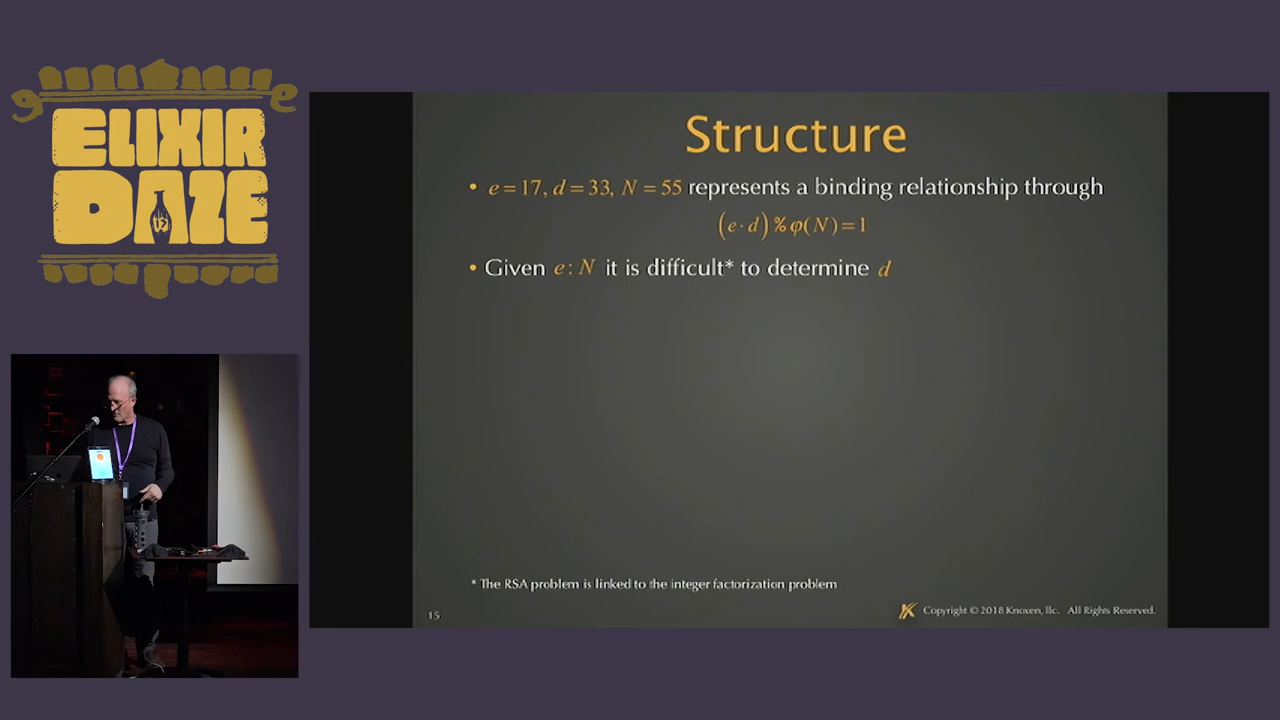 ELIXIR
DAZE
Structure
• e = 17, d = 33, N = 55 represents a binding relationship through
(e · d) % φ(N) = 1
• Given e : N it is difficult* to determine d
* The RSA problem is linked to the integer factorization problem
15
Copyright © 2018 Knoxen, llc. All Rights Reserved.